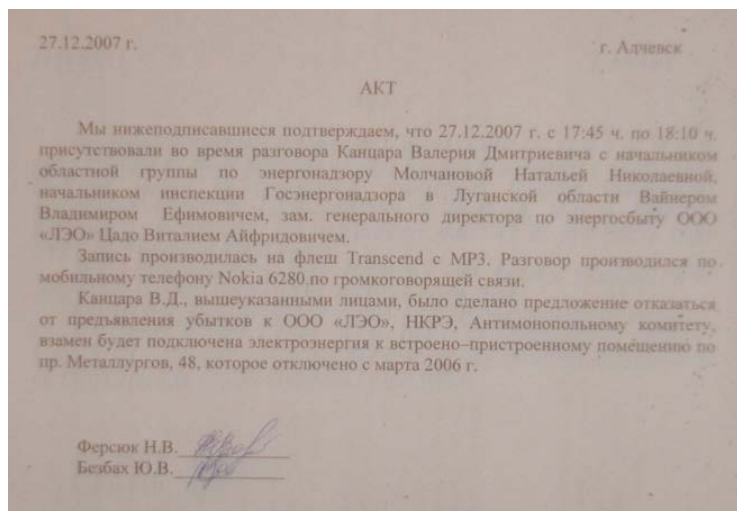 27.12.2007 г.
г. Алчевск
АКТ
Мы нижеподписавшиеся подтверждаем, что 27.12.2007 г. с 17:45 ч. по 18:10 ч.
присутствовали во время разговора Канцара Валерия Дмитриевича с начальником
областной группы по энергонадзору Молчановой Натальей Николаевной,
начальником инспекции Госэнергонадзора в Луганской области Вайнером
Владимиром Ефимовичем, зам. генерального директора по энергосбыту ООО
«ЛЭО» Цадо Виталием Айфридовичем.
Запись производилась на флеш Transcend с MP3. Разговор производился по
мобильному телефону Nokia 6280 по громкоговорящей связи.
Канцара В.Д., вышеуказанными лицами, было сделано предложение отказаться
от предъявления убытков к ООО «ЛЭО», НКРЭ, Антимонопольному комитету,
взамен будет подключена электроэнергия к встроено–пристроенному помещению по
пр. Металлургов, 48, которое отключено с марта 2006 г.
Ферсюк Н.В.
Безбах Ю.В.